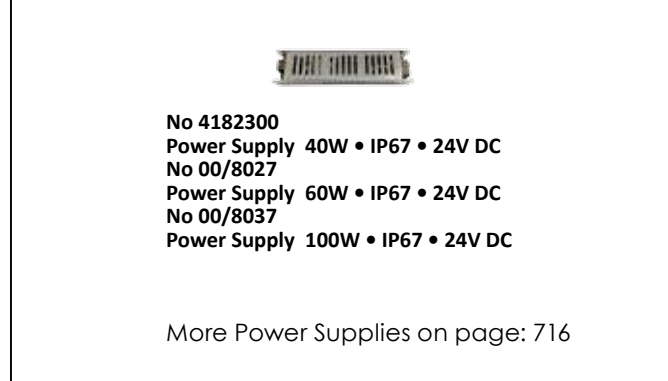 No 4182300
Power Supply 40W • IP67 • 24V DC
No 00/8027
Power Supply 60W • IP67 • 24V DC
No 00/8037
Power Supply 100W • IP67 • 24V DC
More Power Supplies on page: 716